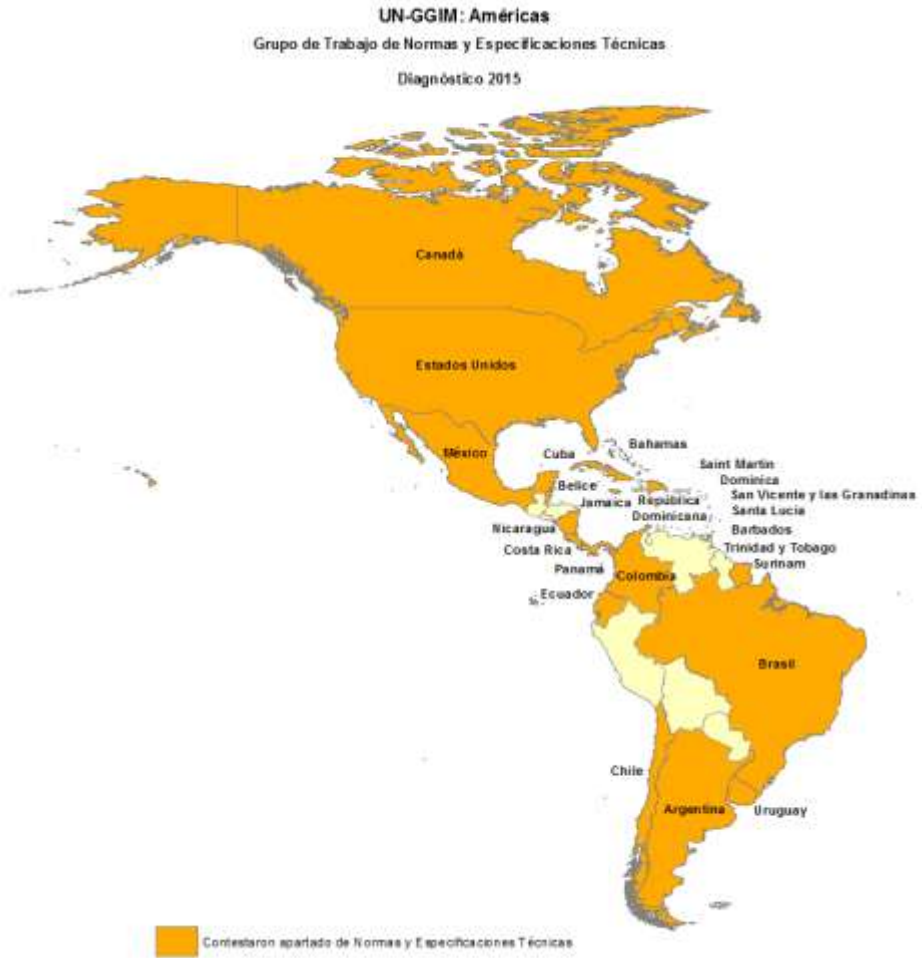 UN-GGIM: Américas
Grupo de Trabajo de Normas y Especificaciones Técnicas
Diagnóstico 2015
Canadá
Estados Unidos
México
Cuba
Bahamas
Saint Martin
Dominica
Belice
Jamaica
República
Dominicana
San Vicente y las Granadinas
Santa Lucia
Nicaragua
Barbados
Costa Rica
Trinidad y Tobago
Panamá
Surinam
Colombia
Ecuador
Brasil
Chile
Argentina
Uruguay
Contestaron apartado de Normas y Especificaciones Técnicas